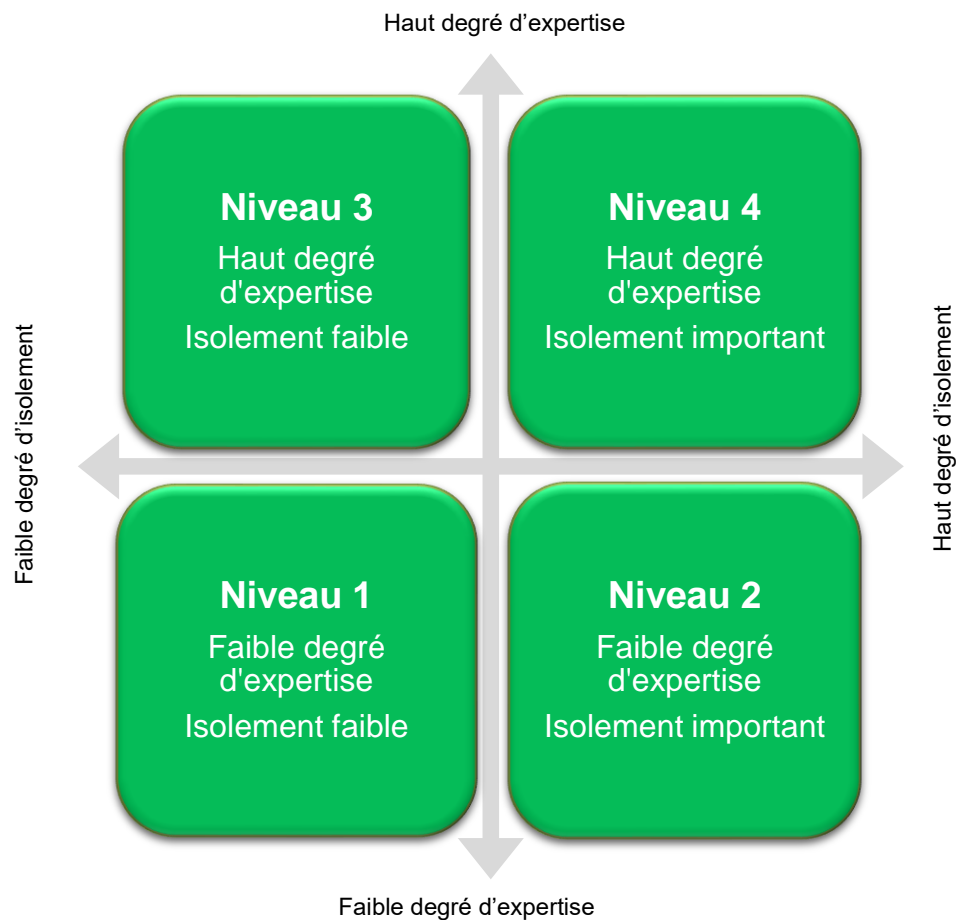 Haut degré d’expertise
Niveau 3
Haut degré
d'expertise
Isolement faible
Niveau 4
Haut degré
d'expertise
Isolement important
Faible degré d’isolement
Haut degré d’isolement
Niveau 1
Faible degré
d'expertise
Isolement faible
Niveau 2
Faible degré
d'expertise
Isolement important
Faible degré d’expertise